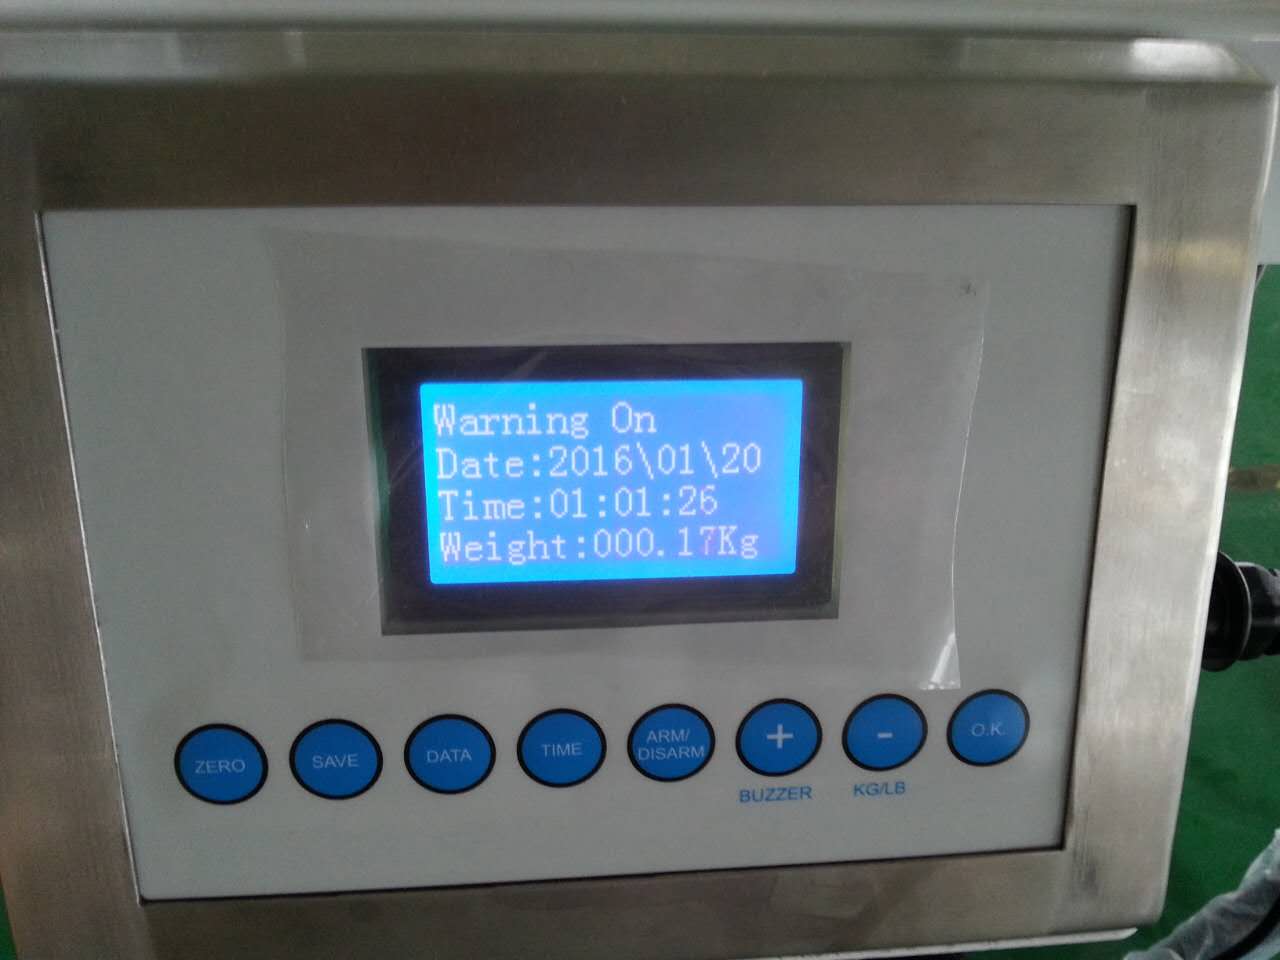 Warning On
Date:2016\01\20
Time:01:01:26
Weight:000.17Kg
ZERO
SAVE
DATA
TIME
ARM/
DISARM
+
-
O.K.
BUZZER
KG/LB